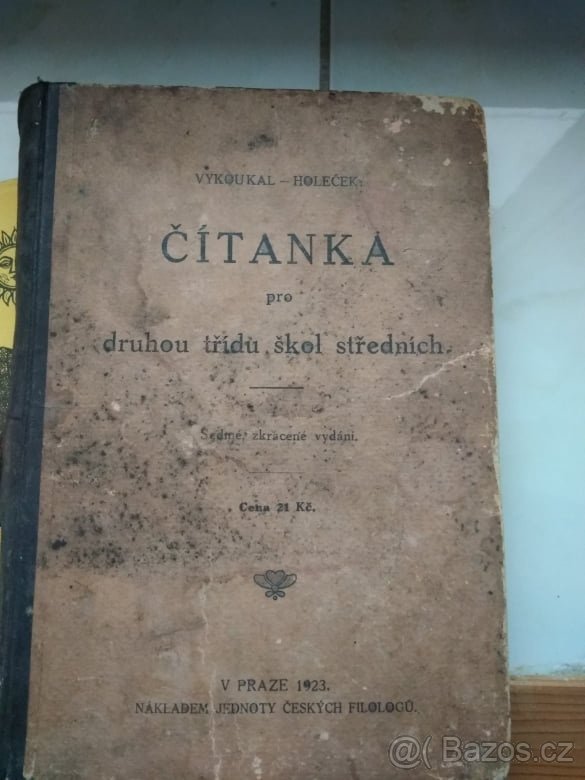 VYKOUKAL – HOLEČEK:
ČÍTANKA
pro
druhou třídu škol středních.
Sedmé, zkrácené vydání.
Cena 21 Kč.
V PRAZE 1923.
NÁKLADEM JEDNOTY ČESKÝCH FILOLOGŮ.
@ Bazos.cz